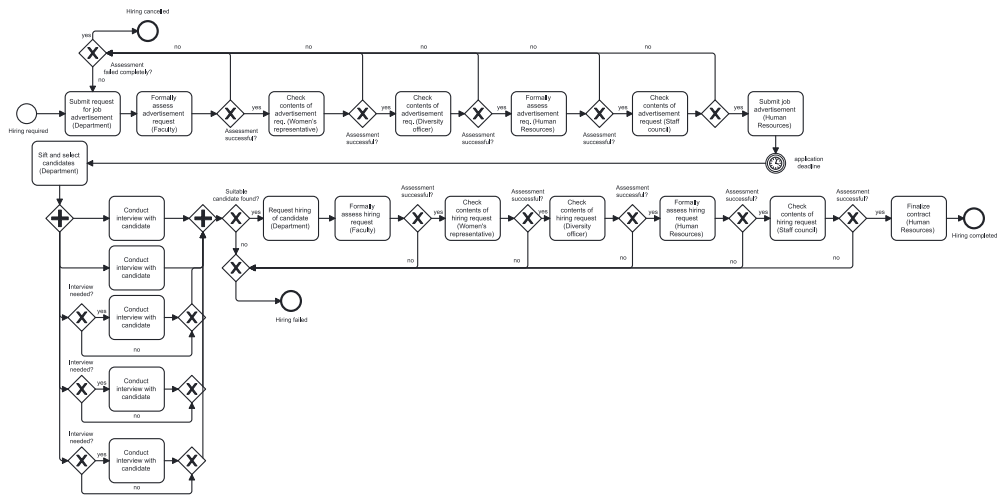 Hiring cancelled
yes
no
no
no
no
no
Assessment
failed completely?
no
Hiring required
Submit request
for job
advertisement
(Department)
Formally
assess
advertisement
request
(Faculty)
Assessment
successful?
yes
Check
contents of
advertisement
req. (Women's
representative)
Assessment
successful?
yes
Check
contents of
advertisement
req. (Diversity
officer)
Assessment
successful?
yes
Formally
assess
advertisement
req. (Human
Resources)
Assessment
successful?
yes
Check
contents of
advertisement
request (Staff
council)
yes
Submit job
advertisement
(Human
Resources)
application
deadline
Sift and select
candidates
(Department)
Conduct
interview with
candidate
Conduct
interview with
candidate
Interview
needed?
yes
Conduct
interview with
candidate
no
Interview
needed?
yes
Conduct
interview with
candidate
no
Interview
needed?
yes
Conduct
interview with
candidate
no
Suitable
candidate found?
yes
no
Request hiring
of candidate
(Department)
Formally
assess hiring
request
(Faculty)
Assessment
successful?
yes
no
Check
contents of
hiring request
(Women's
representative)
Assessment
successful?
yes
no
Check
contents of
hiring request
(Diversity
officer)
Assessment
successful?
yes
no
Formally
assess hiring
request
(Human
Resources)
Assessment
successful?
yes
no
Check
contents of
hiring request
(Staff council)
Assessment
successful?
yes
no
Finalize
contract
(Human
Resources)
Hiring completed
Hiring failed